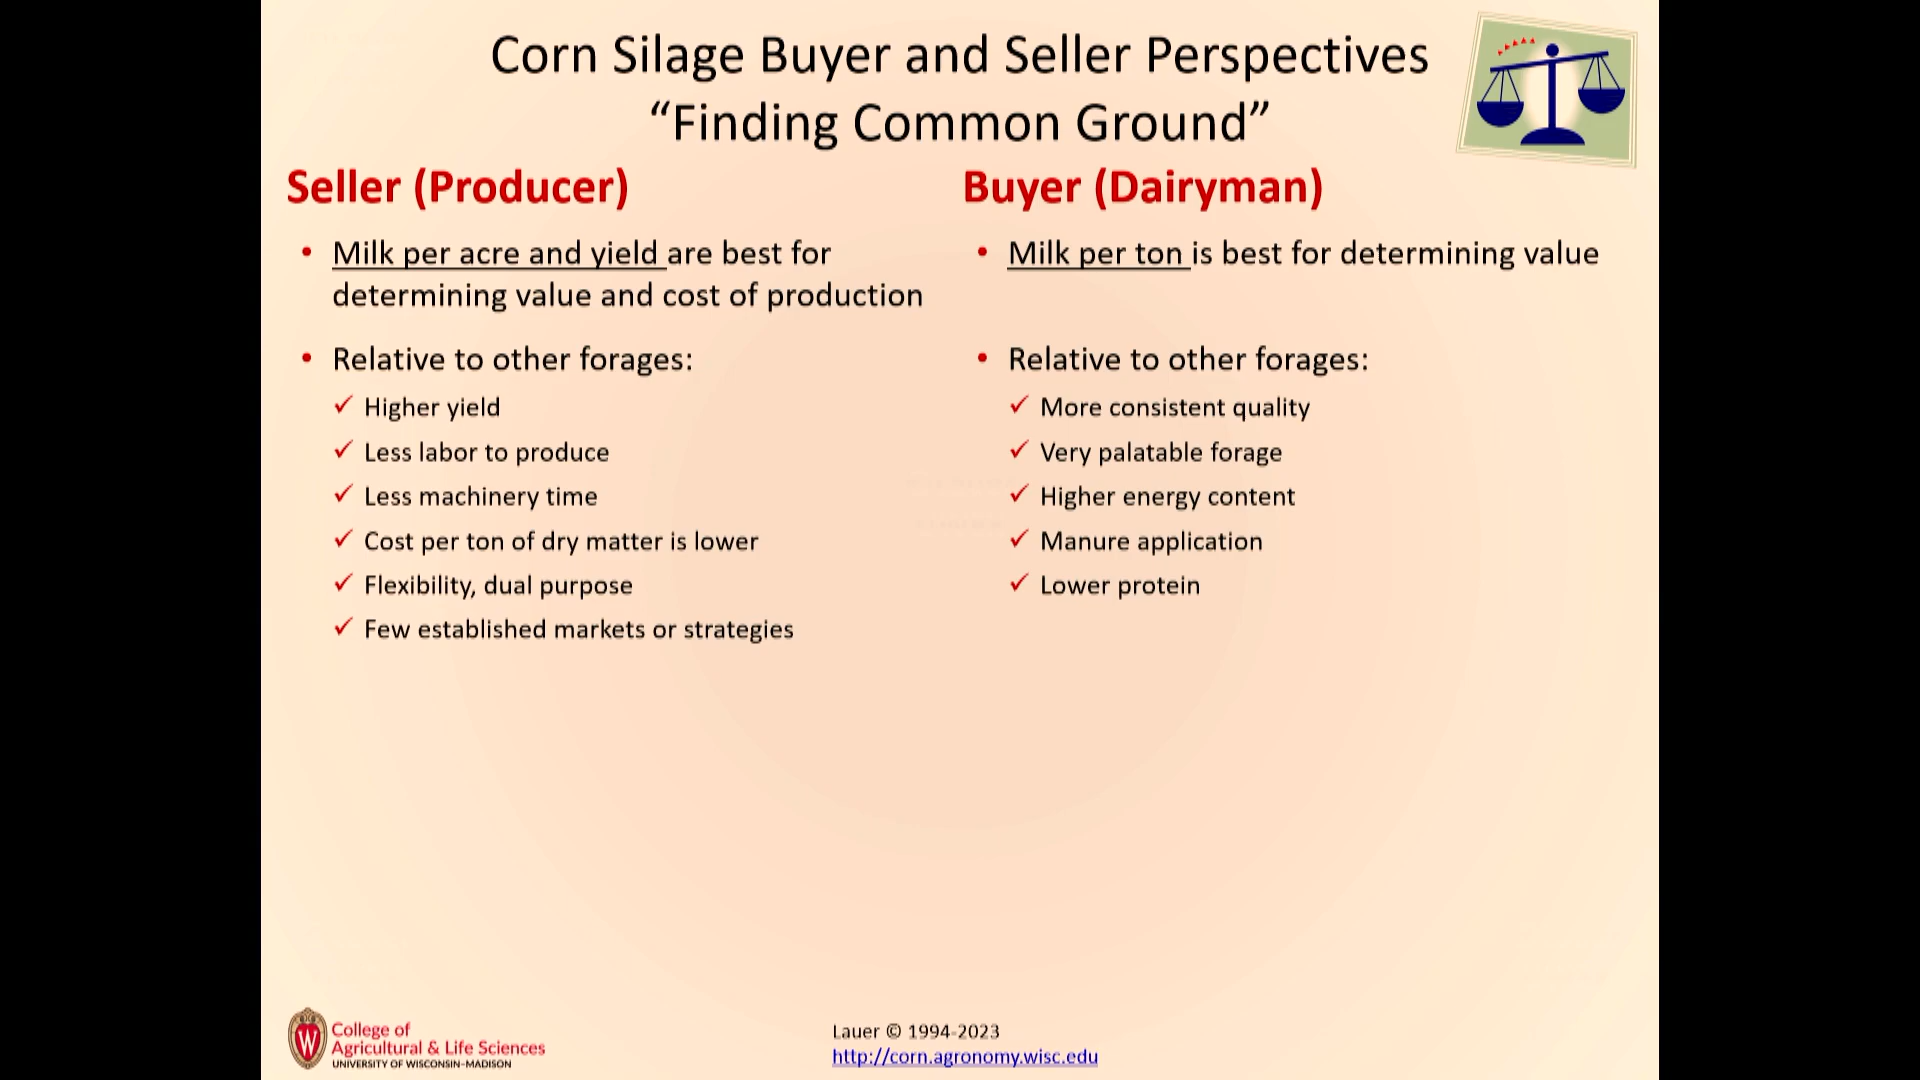 Corn Silage Buyer and Seller Perspectives
“Finding Common Ground”
Seller (Producer)
• Milk per acre and yield are best for
determining value and cost of production
• Relative to other forages:
✓ Higher yield
✓ Less labor to produce
✓ Less machinery time
✓ Cost per ton of dry matter is lower
✓ Flexibility, dual purpose
✓ Few established markets or strategies
Buyer (Dairyman)
• Milk per ton is best for determining value
• Relative to other forages:
✓ More consistent quality
✓ Very palatable forage
✓ Higher energy content
✓ Manure application
✓ Lower protein
W
College of
Agricultural & Life Sciences
UNIVERSITY OF WISCONSIN–MADISON
Lauer © 1994-2023
http://corn.agronomy.wisc.edu